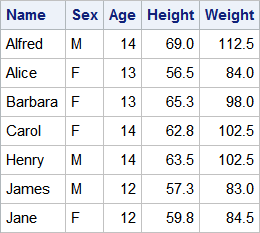 Name Sex Age Height Weight
Alfred M 14 69.0 112.5
Alice F 13 56.5 84.0
Barbara F 13 65.3 98.0
Carol F 14 62.8 102.5
Henry M 14 63.5 102.5
James M 12 57.3 83.0
Jane F 12 59.8 84.5